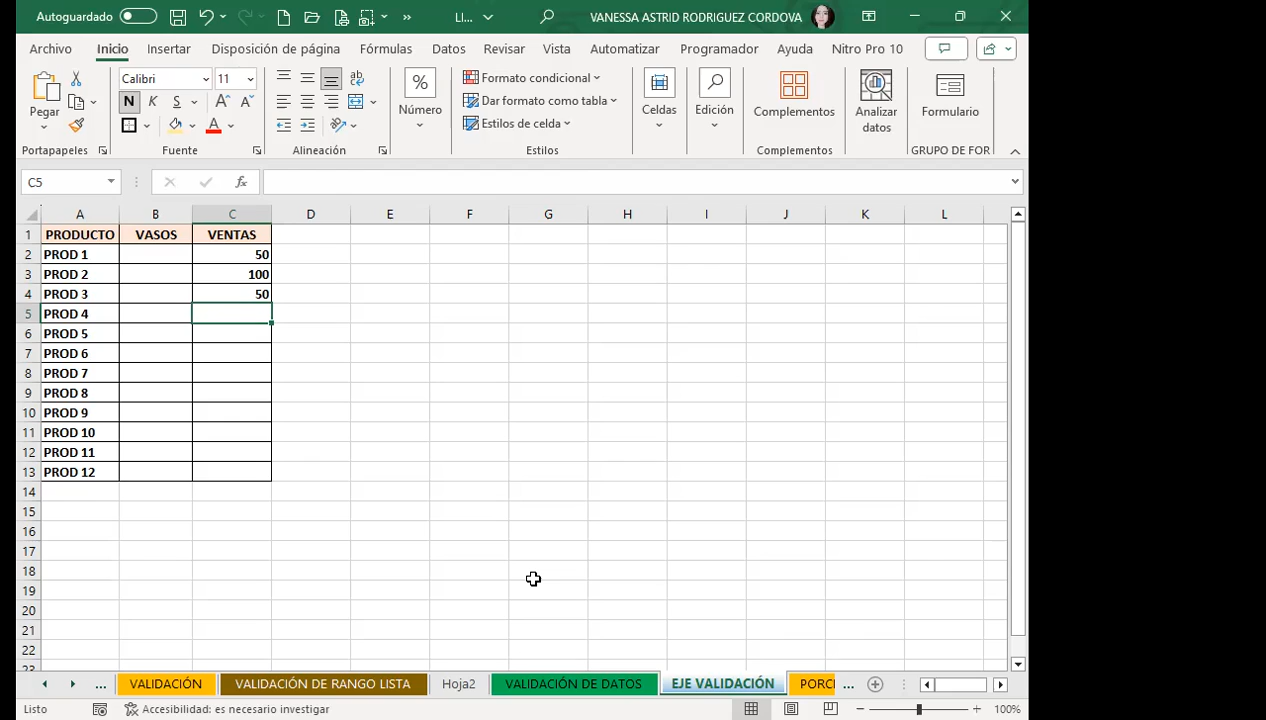 Autoguardado
LI...
VANESSA ASTRID RODRIGUEZ CORDOVA
Archivo Inicio Insertar Disposición de página Fórmulas Datos Revisar Vista Automatizar Programador Ayuda Nitro Pro 10
Pegar
Calibri 11
N K S A A
A
ab
%
Número
Formato condicional
Dar formato como tabla
Estilos de celda
Celdas
Edición
Complementos
Analizar
datos
Formulario
Portapapeles Fuente Alineación Estilos Complementos GRUPO DE FOR
C5 fx
A B C D E F G H I J K L
1 PRODUCTO VASOS VENTAS
2 PROD 1 50
3 PROD 2 100
4 PROD 3 50
5 PROD 4
6 PROD 5
7 PROD 6
8 PROD 7
9 PROD 8
10 PROD 9
11 PROD 10
12 PROD 11
13 PROD 12
14
15
16
17
18
19
20
21
22
23
... VALIDACIÓN VALIDACIÓN DE RANGO LISTA Hoja2 VALIDACIÓN DE DATOS EJE VALIDACIÓN PORCI ...
Listo Accesibilidad: es necesario investigar 100%